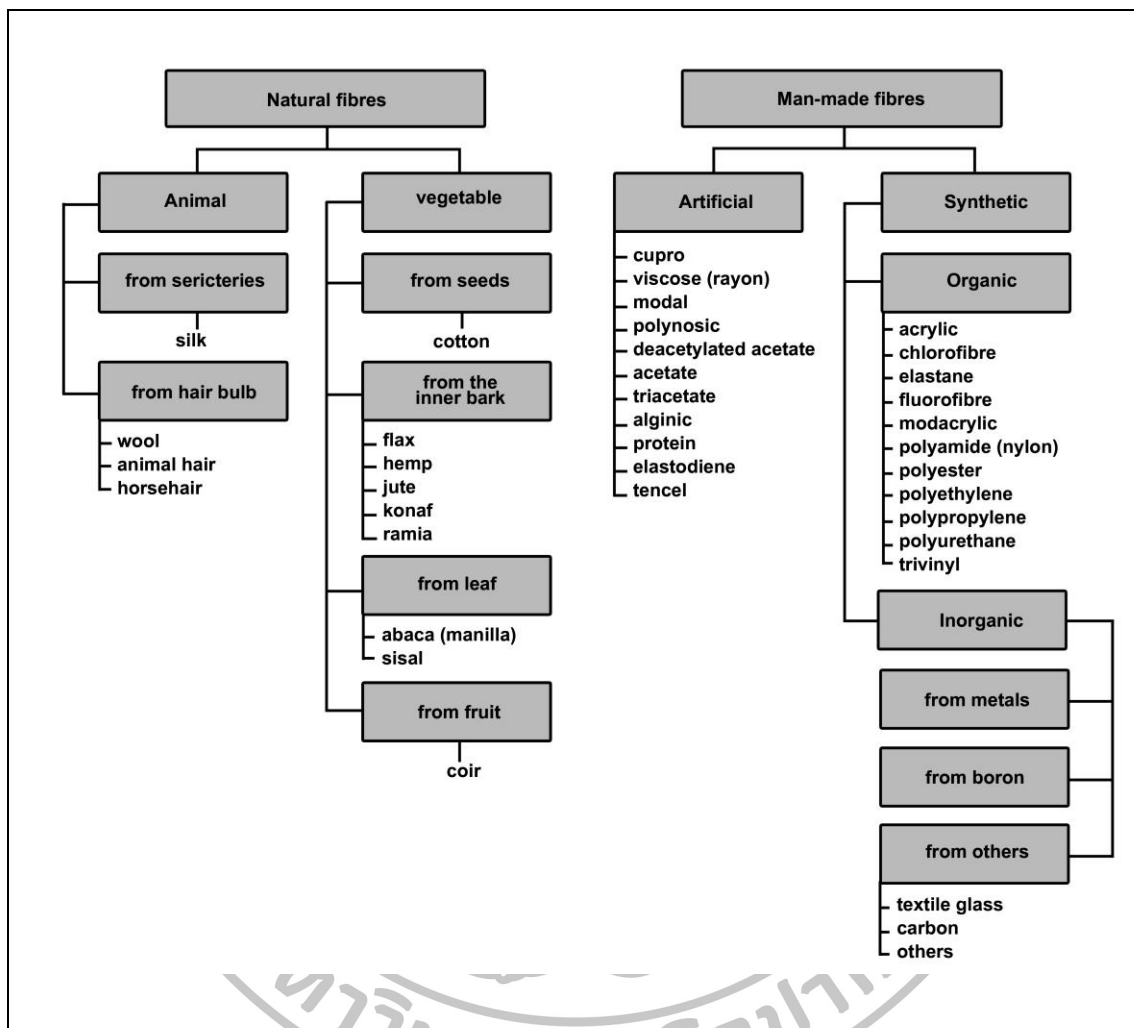 Natural fibres
Animal
from sericteries
silk
from hair bulb
wool
animal hair
horsehair
vegetable
from seeds
cotton
from the
inner bark
flax
hemp
jute
konaf
ramia
from leaf
abaca (manilla)
sisal
from fruit
coir
Man-made fibres
Artificial
cupro
viscose (rayon)
modal
polynosic
deacetylated acetate
acetate
triacetate
alginic
protein
elastodiene
tencel
Synthetic
Organic
acrylic
chlorofibre
elastane
fluorofibre
modacrylic
polyamide (nylon)
polyester
polyethylene
polypropylene
polyurethane
trivinyl
Inorganic
from metals
from boron
from others
textile glass
carbon
others